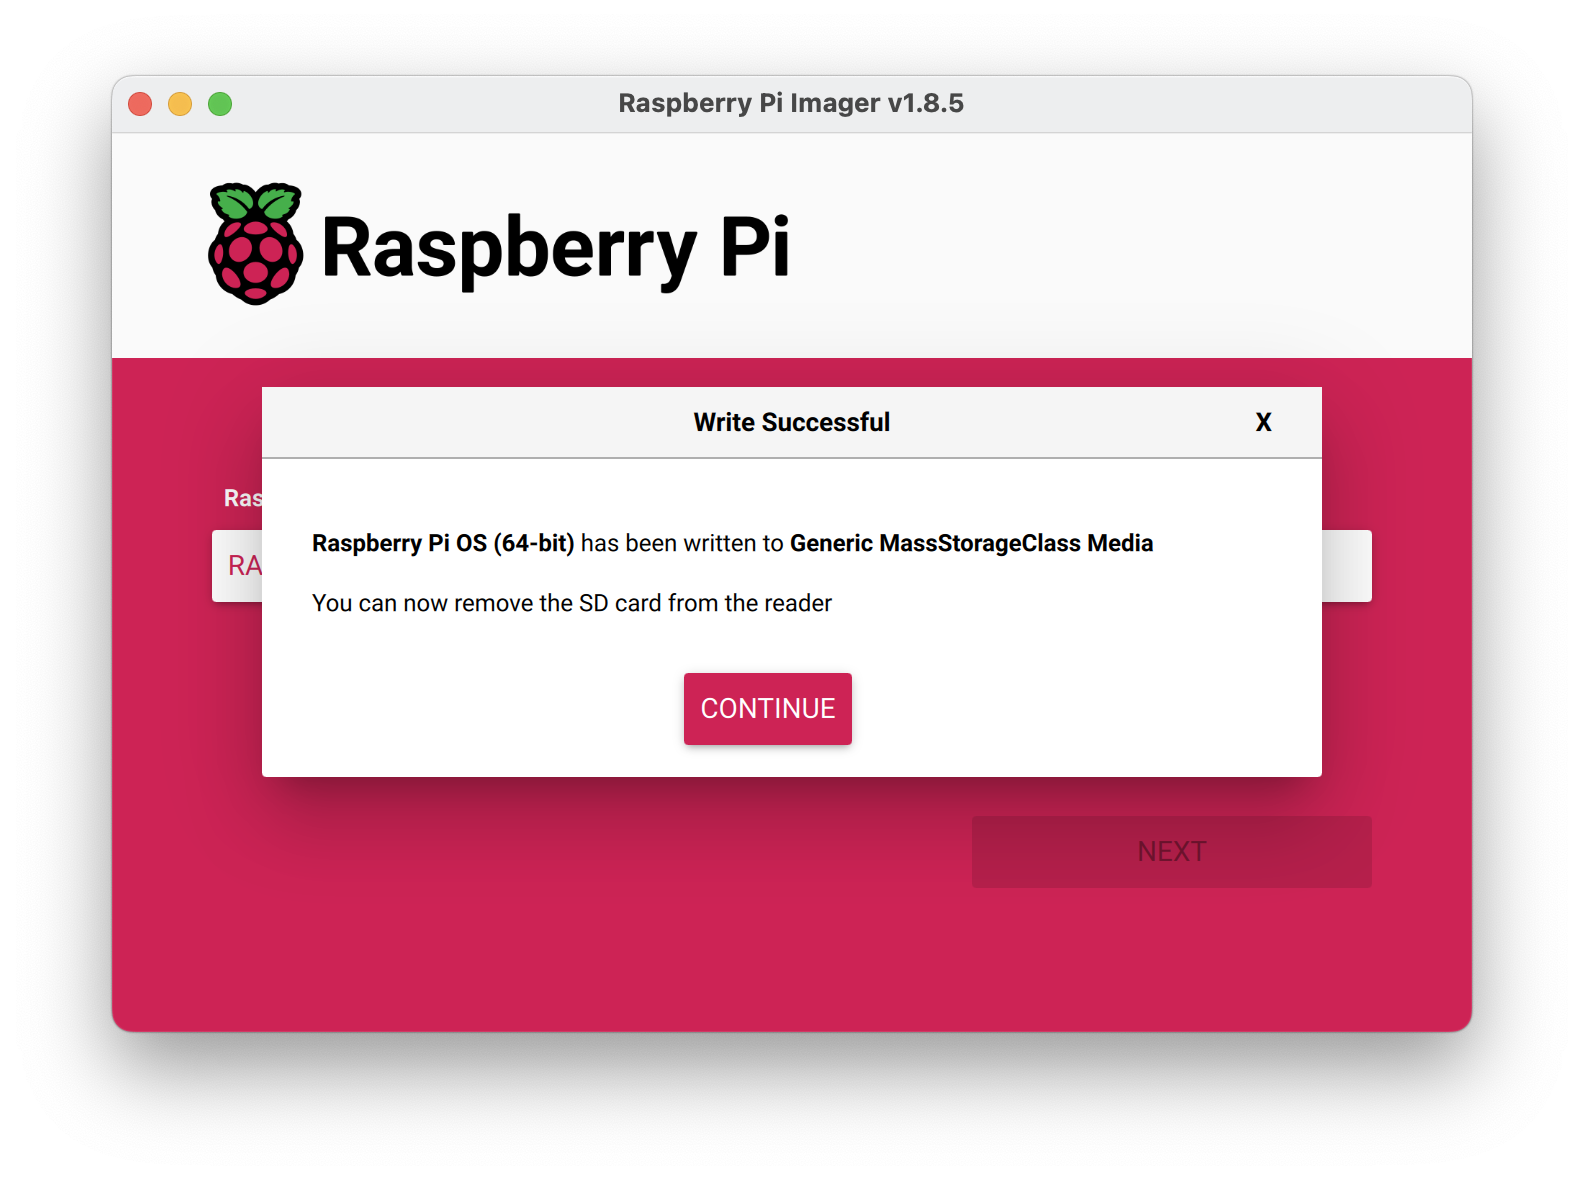 Raspberry Pi Imager v1.8.5
Raspberry Pi
Write Successful X
Ras
RA
Raspberry Pi OS (64-bit) has been written to Generic MassStorageClass Media
You can now remove the SD card from the reader
CONTINUE
NEXT